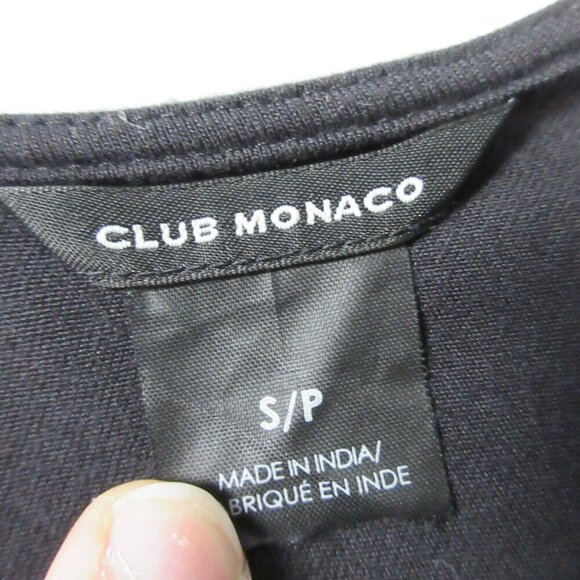 CLUB MONACO
S/P
MADE IN INDIA/
BRIQUÉ EN INDE